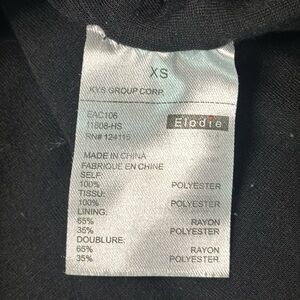 XS
KYS GROUP CORP.
EAC106
11808-HS Elodie
RN# 124115
MADE IN CHINA
FABRIQUE EN CHINE
SELF:
100% POLYESTER
TISSU:
100% POLYESTER
LINING:
65% RAYON
35% POLYESTER
DOUBLURE:
65% RAYON
35% POLYESTER